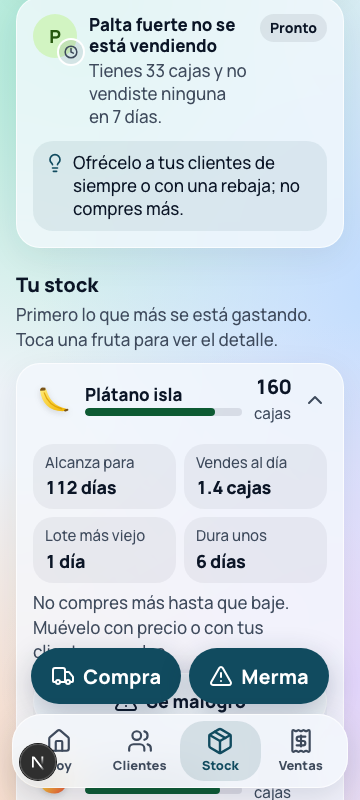 P
Palta fuerte no se
está vendiendo
Pronto
Tienes 33 cajas y no
vendiste ninguna
en 7 días.
Ofrécelo a tus clientes de
siempre o con una rebaja; no
compres más.
Tu stock
Primero lo que más se está gastando.
Toca una fruta para ver el detalle.
Plátano isla
160
cajas
Alcanza para
112 días
Vendes al día
1.4 cajas
Lote más viejo
1 día
Dura unos
6 días
No compres más hasta que baje.
Muévelo con precio o con tus
Compra
Merma
Se malogró
N
oy
Clientes
Stock
Ventas
cajas